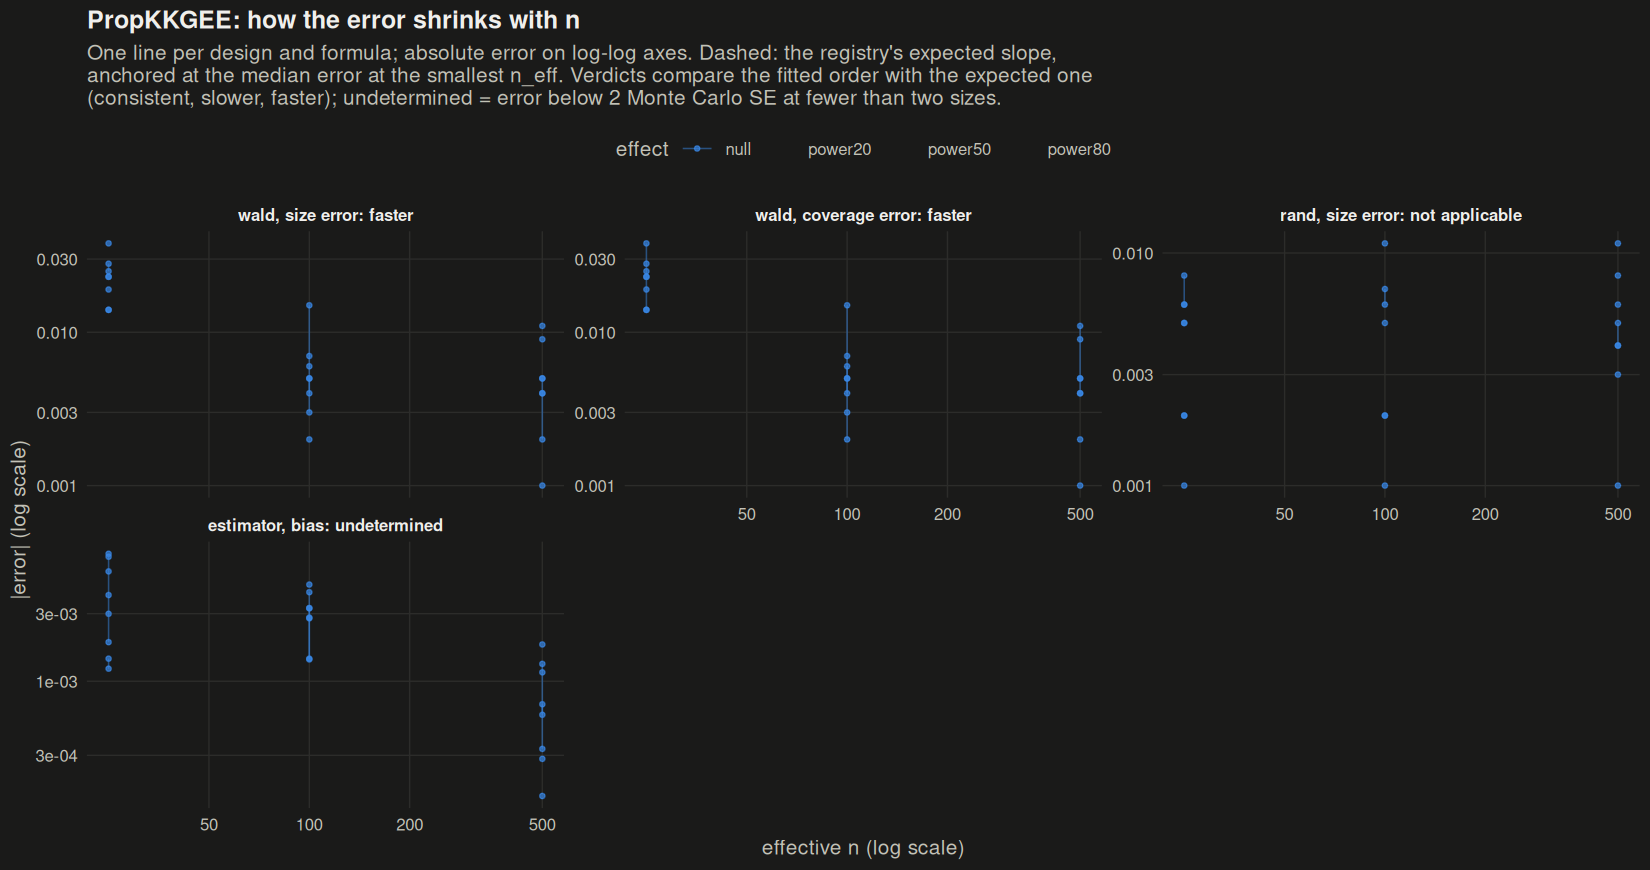 PropKKGEE: how the error shrinks with n
One line per design and formula; absolute error on log-log axes. Dashed: the registry's expected slope,
anchored at the median error at the smallest n_eff. Verdicts compare the fitted order with the expected one
(consistent, slower, faster); undetermined = error below 2 Monte Carlo SE at fewer than two sizes.
effect null power20 power50 power80
wald, size error: faster
0.030
0.010
0.003
0.001
wald, coverage error: faster
0.030
0.010
0.003
0.001
50 100 200 500
rand, size error: not applicable
0.010
0.003
0.001
50 100 200 500
estimator, bias: undetermined
3e-03
1e-03
3e-04
50 100 200 500
|error| (log scale)
effective n (log scale)